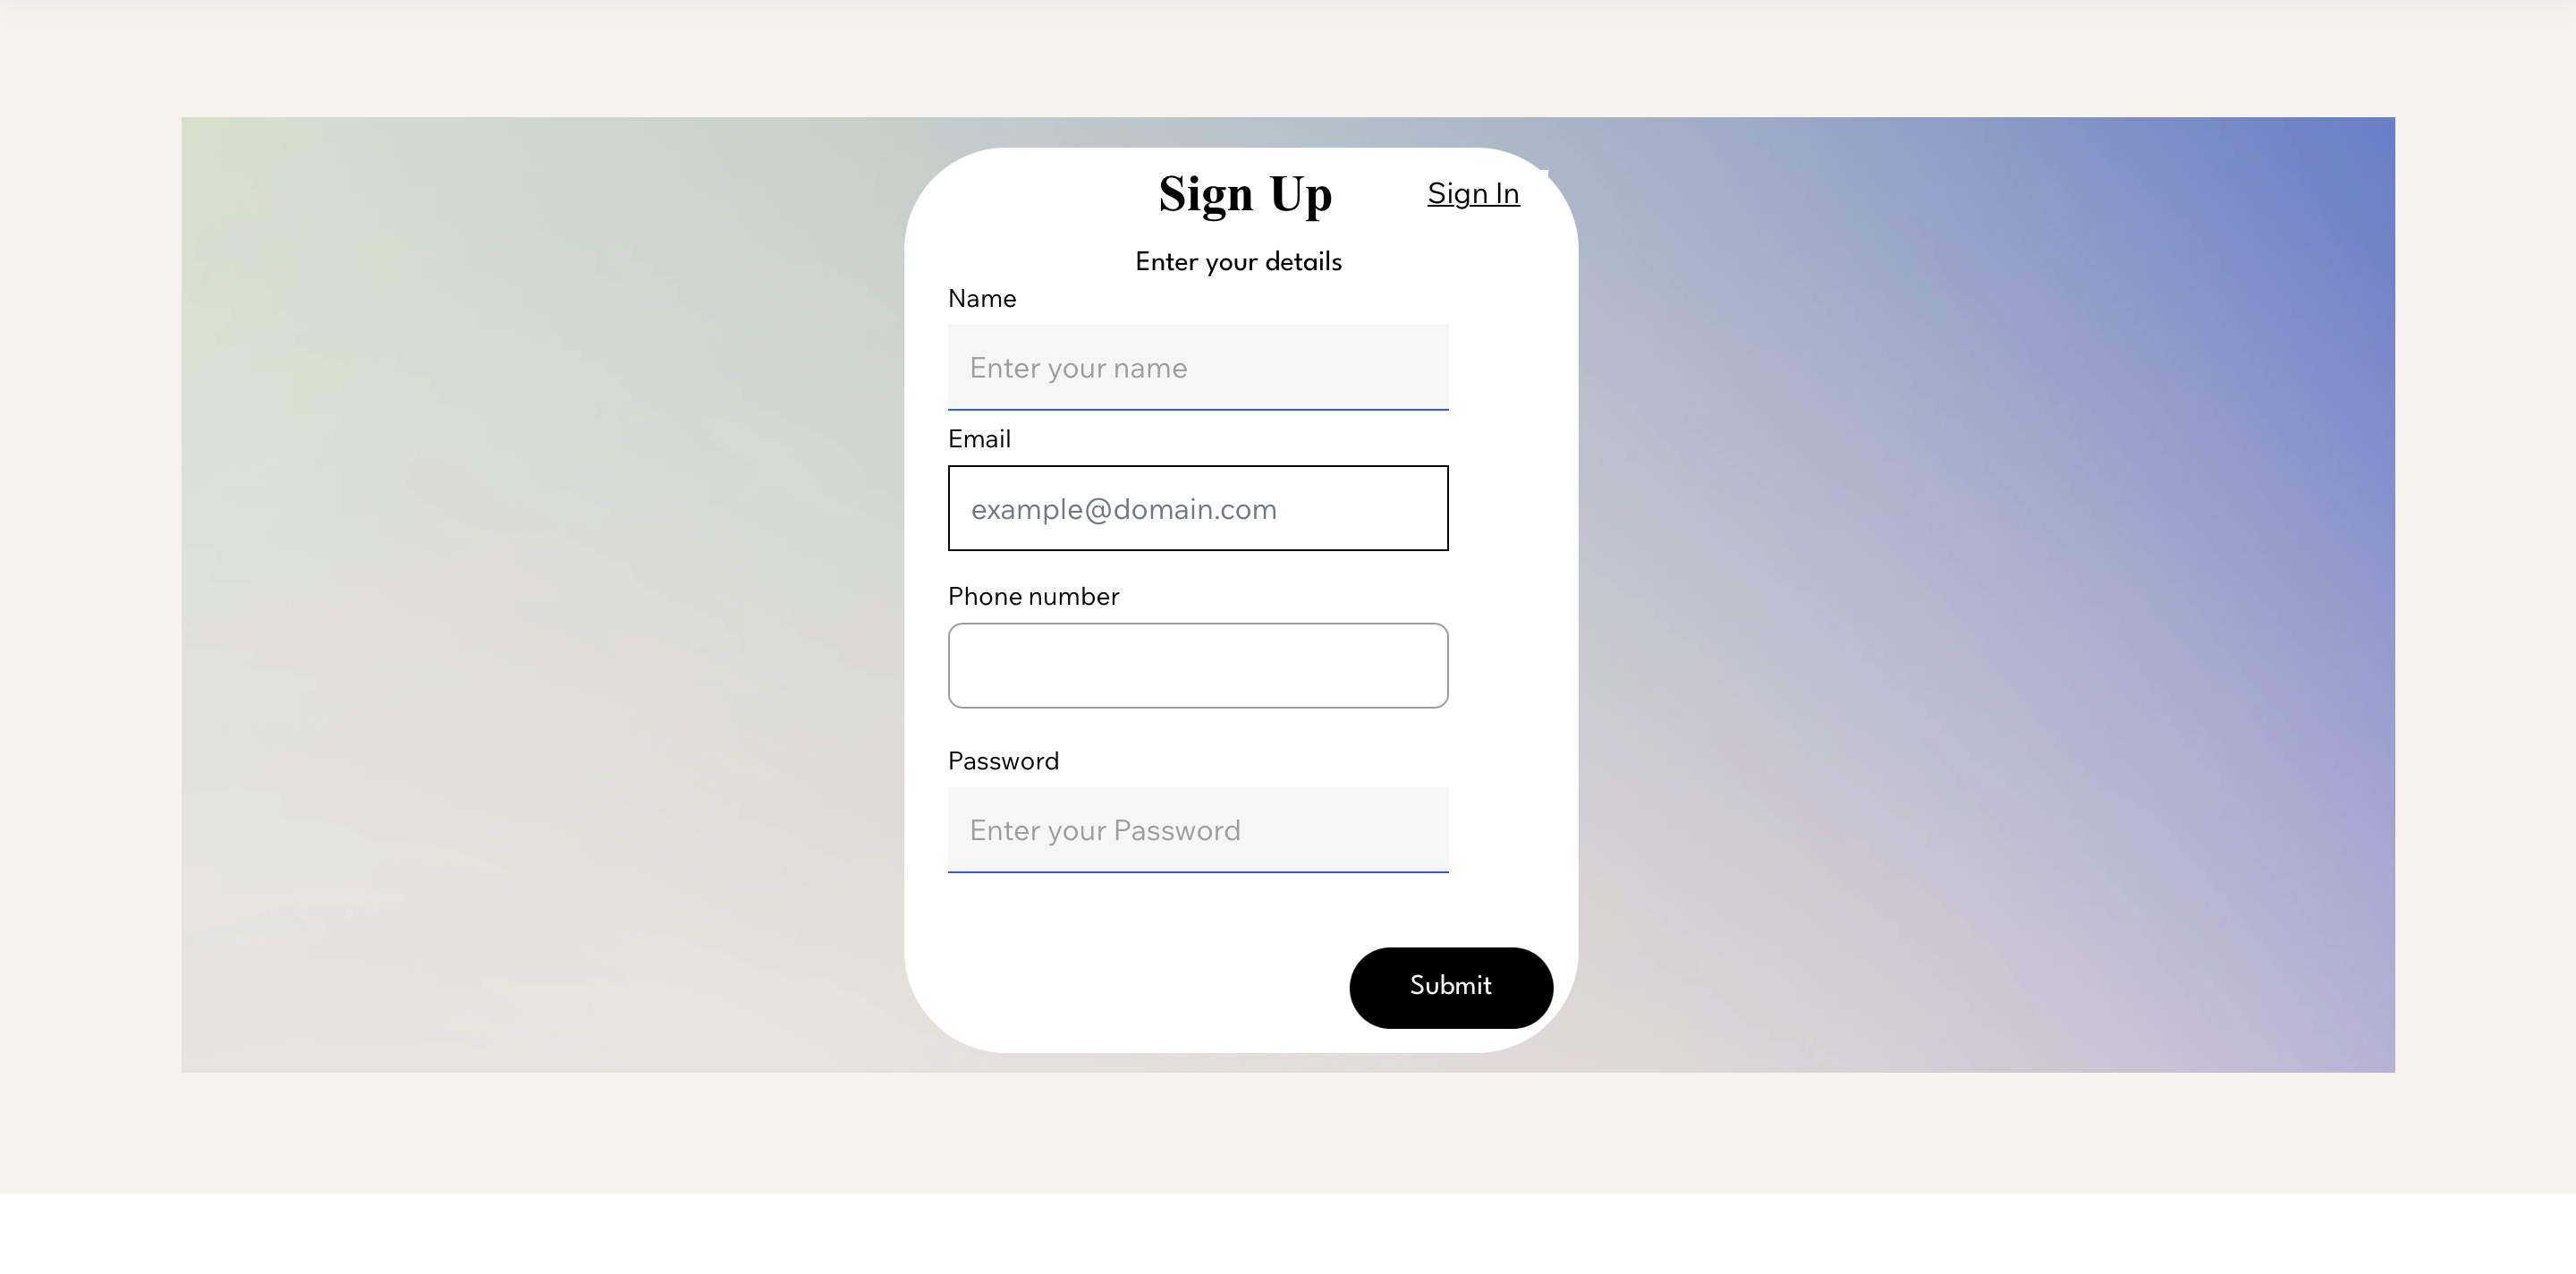 Sign Up
Sign In
Enter your details
Name
Enter your name
Email
example@domain.com
Phone number
Password
Enter your Password
Submit